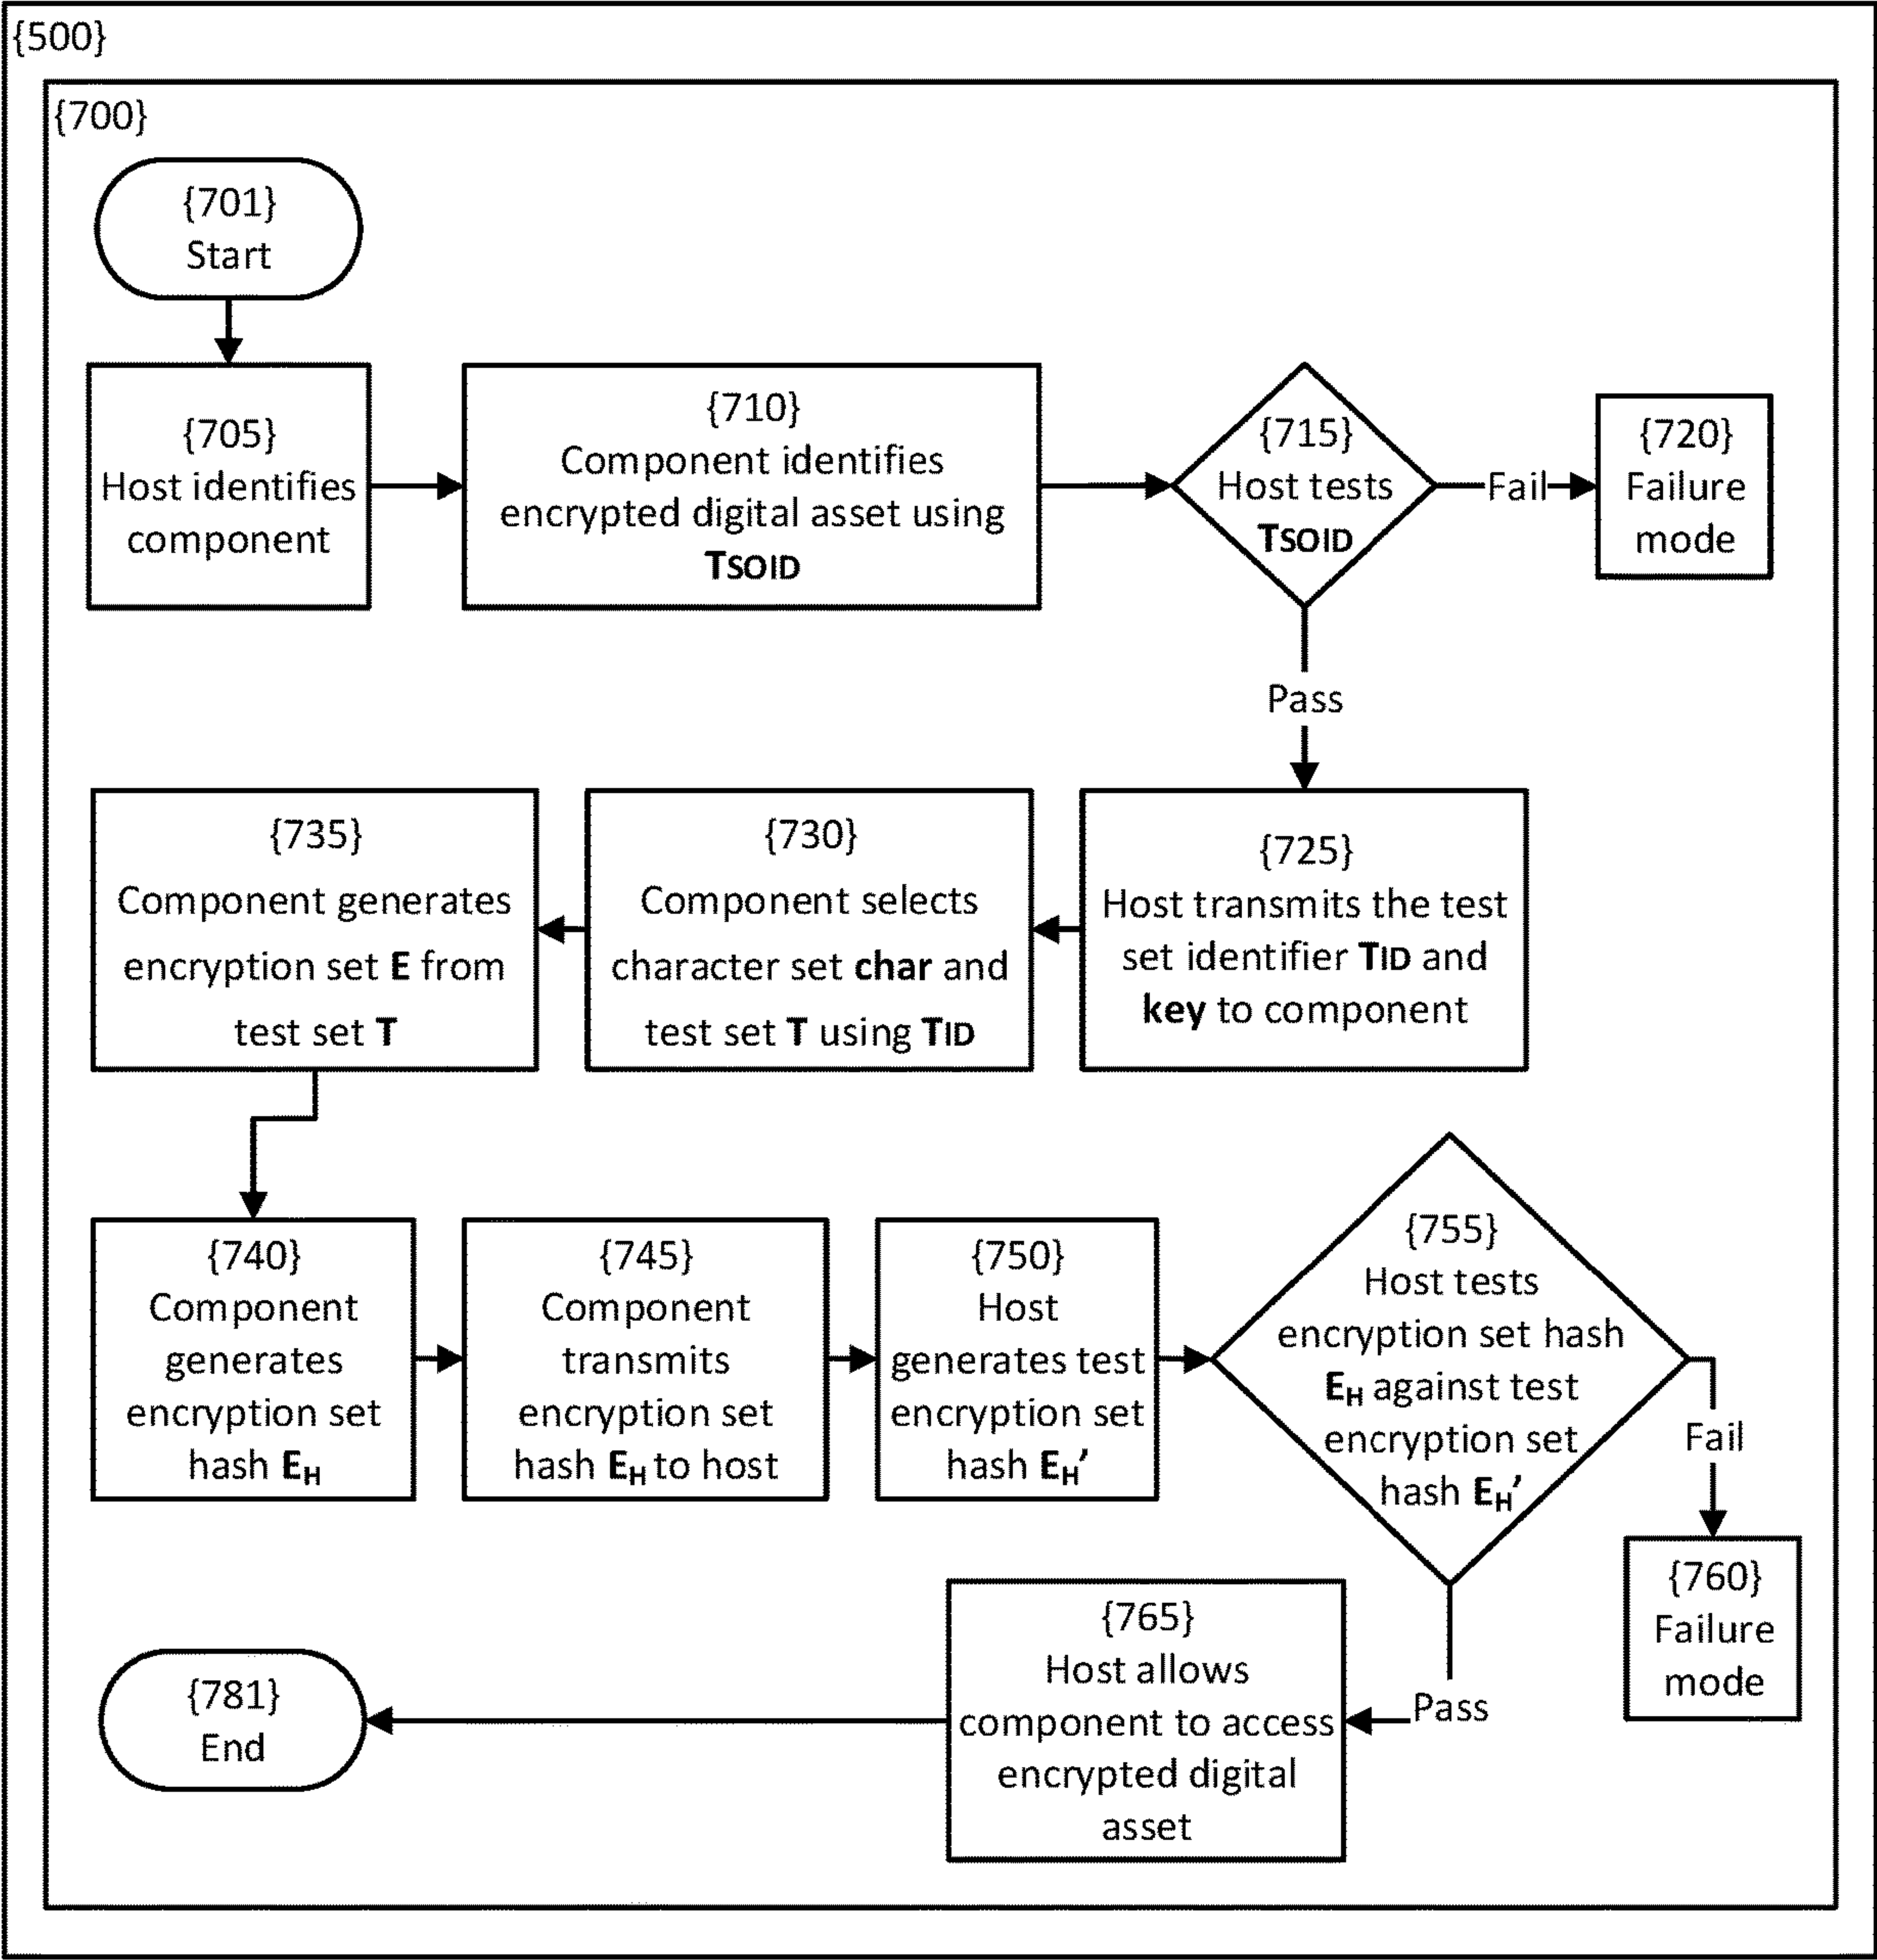 {500}
{700}
{701}
Start
{705}
Host identifies
component
{710}
Component identifies
encrypted digital asset using
TSOID
{715}
Host tests
TSOID
Fail
{720}
Failure
mode
Pass
{725}
Host transmits the test
set identifier TID and
key to component
{730}
Component selects
character set char and
test set T using TID
{735}
Component generates
encryption set E from
test set T
{740}
Component
generates
encryption set
hash EH
{745}
Component
transmits
encryption set
hash EH to host
{750}
Host
generates test
encryption set
hash EH’
{755}
Host tests
encryption set hash
EH against test
encryption set
hash EH’
Fail
{760}
Failure
mode
Pass
{765}
Host allows
component to access
encrypted digital
asset
{781}
End